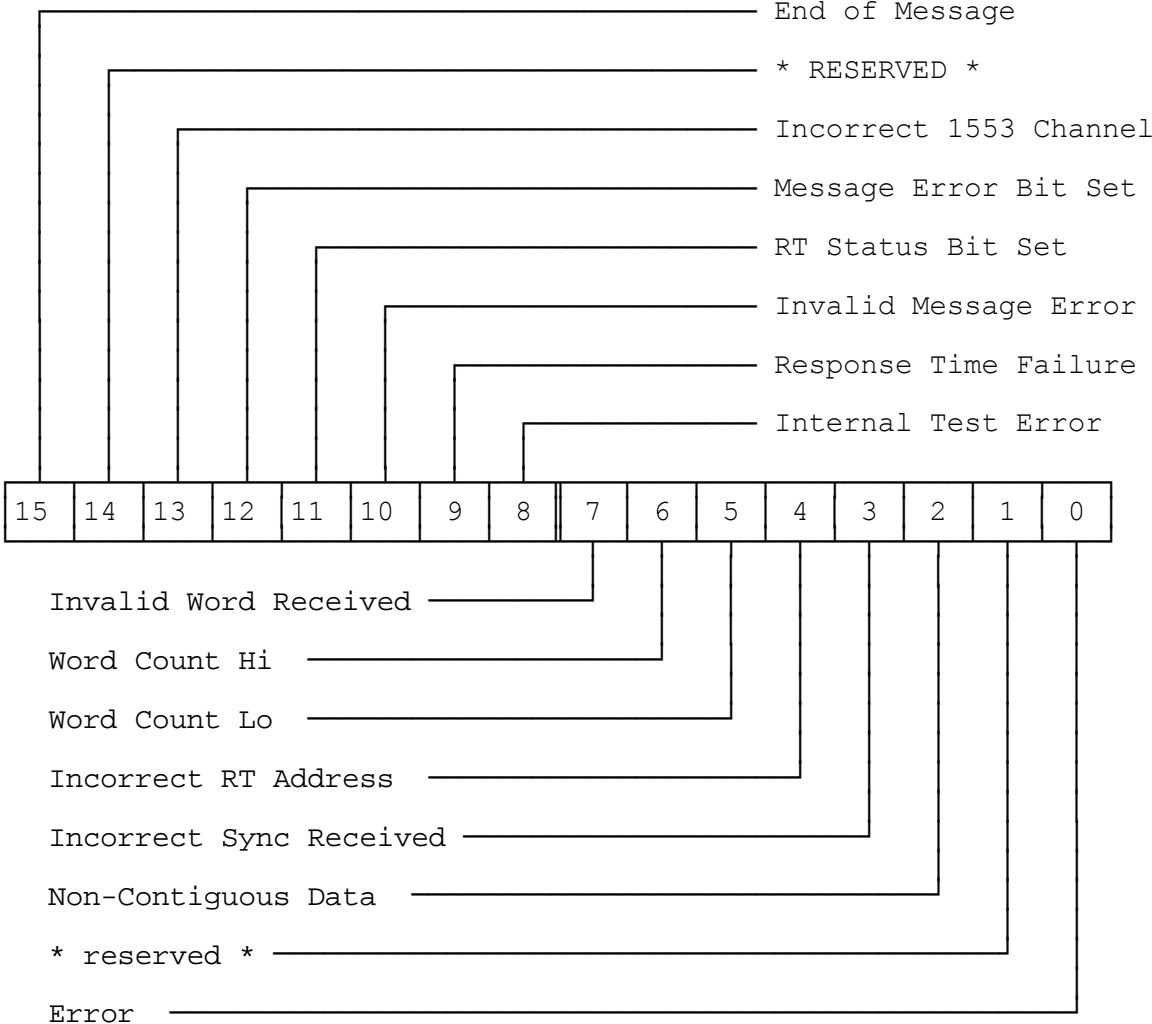 End of Message
* RESERVED *
Incorrect 1553 Channel
Message Error Bit Set
RT Status Bit Set
Invalid Message Error
Response Time Failure
Internal Test Error
15 14 13 12 11 10 9 8 7 6 5 4 3 2 1 0
Invalid Word Received
Word Count Hi
Word Count Lo
Incorrect RT Address
Incorrect Sync Received
Non-Contiguous Data
* reserved *
Error